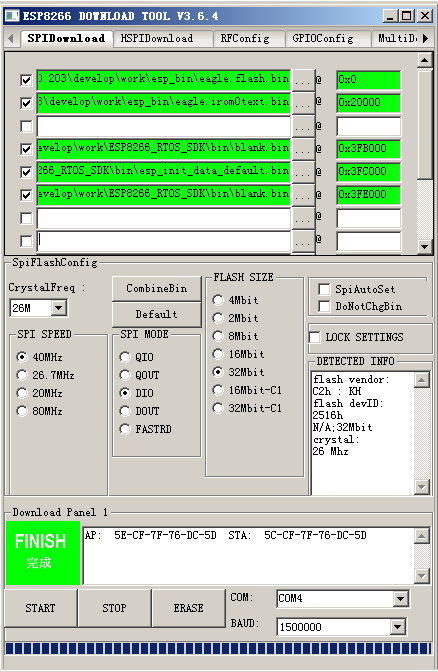 ESP8266 DOWNLOAD TOOL V3.6.4
SPIDownload HSPIDownload RFConfig GPIOConfig MultiDo
0.203\develop\work\esp_bin\eagle.flash.bin ... @ 0x0
3\develop\work\esp_bin\eagle.irom0text.bin ... @ 0x20000
... @
evelop\work\ESP8266_RTOS_SDK\bin\blank.bin ... @ 0x3FB000
266_RTOS_SDK\bin\esp_init_data_default.bin ... @ 0x3FC000
evelop\work\ESP8266_RTOS_SDK\bin\blank.bin ... @ 0x3FE000
... @
... @
SpiFlashConfig
CrystalFreq :
26M
CombineBin
Default
SPI SPEED
40MHz
26.7MHz
20MHz
80MHz
SPI MODE
QIO
QOUT
DIO
DOUT
FASTRD
FLASH SIZE
4Mbit
2Mbit
8Mbit
16Mbit
32Mbit
16Mbit-C1
32Mbit-C1
SpiAutoSet
DoNotChgBin
LOCK SETTINGS
DETECTED INFO
flash vendor:
C2h : KH
flash devID:
2516h
N/A;32Mbit
crystal:
26 Mhz
Download Panel 1
FINISH
完成
AP: 5E-CF-7F-76-DC-5D STA: 5C-CF-7F-76-DC-5D
START STOP ERASE
COM: COM4
BAUD: 1500000